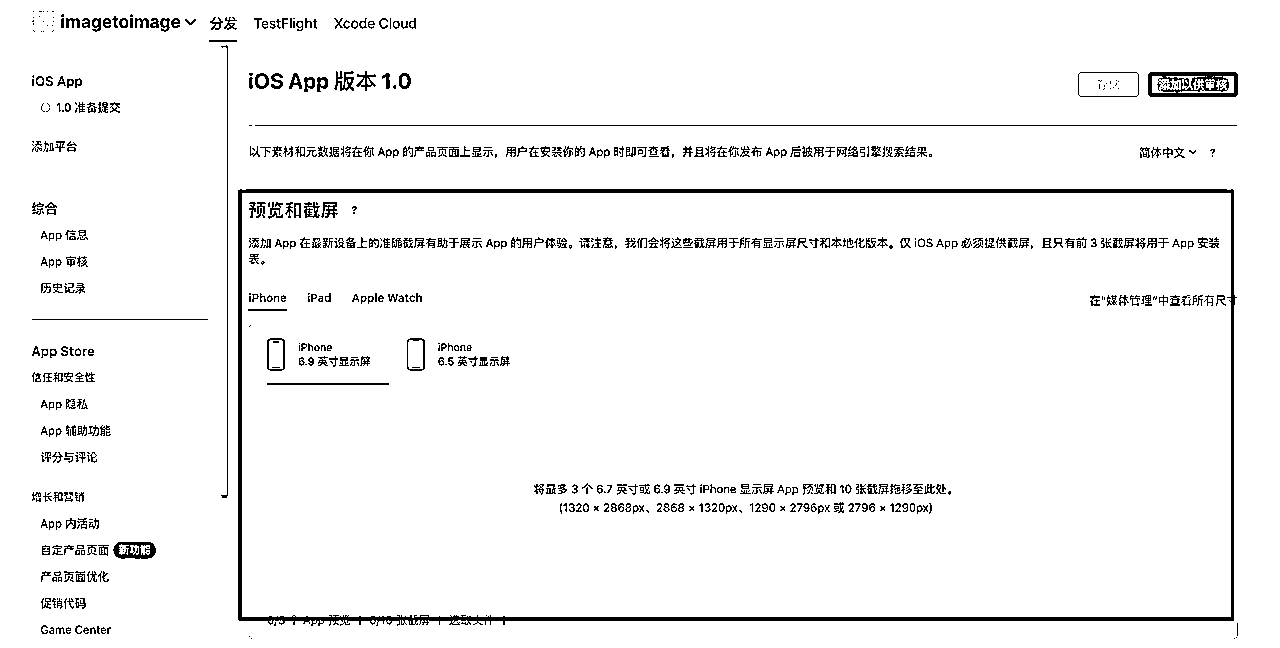 imagetoimage 分发 TestFlight Xcode Cloud
iOS App
1.0 准备提交
添加平台
综合
App 信息
App 审核
历史记录
App Store
信任和安全性
App 隐私
App 辅助功能
评分与评论
增长和营销
App 内活动
自定产品页面 新功能
产品页面优化
促销代码
Game Center
iOS App 版本 1.0
存储 添加以供审核
以下素材和元数据将在你 App 的产品页面上显示，用户在安装你的 App 时即可查看，并且将在你发布 App 后被用于网络引擎搜索结果。
简体中文 ?
预览和截屏 ?
添加 App 在最新设备上的准确截屏有助于展示 App 的用户体验。请注意，我们会将这些截屏用于所有显示屏尺寸和本地化版本。仅 iOS App 必须提供截屏，且只有前 3 张截屏将用于 App 安装
表。
iPhone iPad Apple Watch
在“媒体管理”中查看所有尺寸
iPhone
6.9 英寸显示屏
iPhone
6.5 英寸显示屏
将最多 3 个 6.7 英寸或 6.9 英寸 iPhone 显示屏 App 预览和 10 张截屏拖移至此处。
(1320 × 2868px、2868 × 1320px、1290 × 2796px 或 2796 × 1290px)
0/3 个 App 预览 | 0/10 张截屏 | 选取文件 |